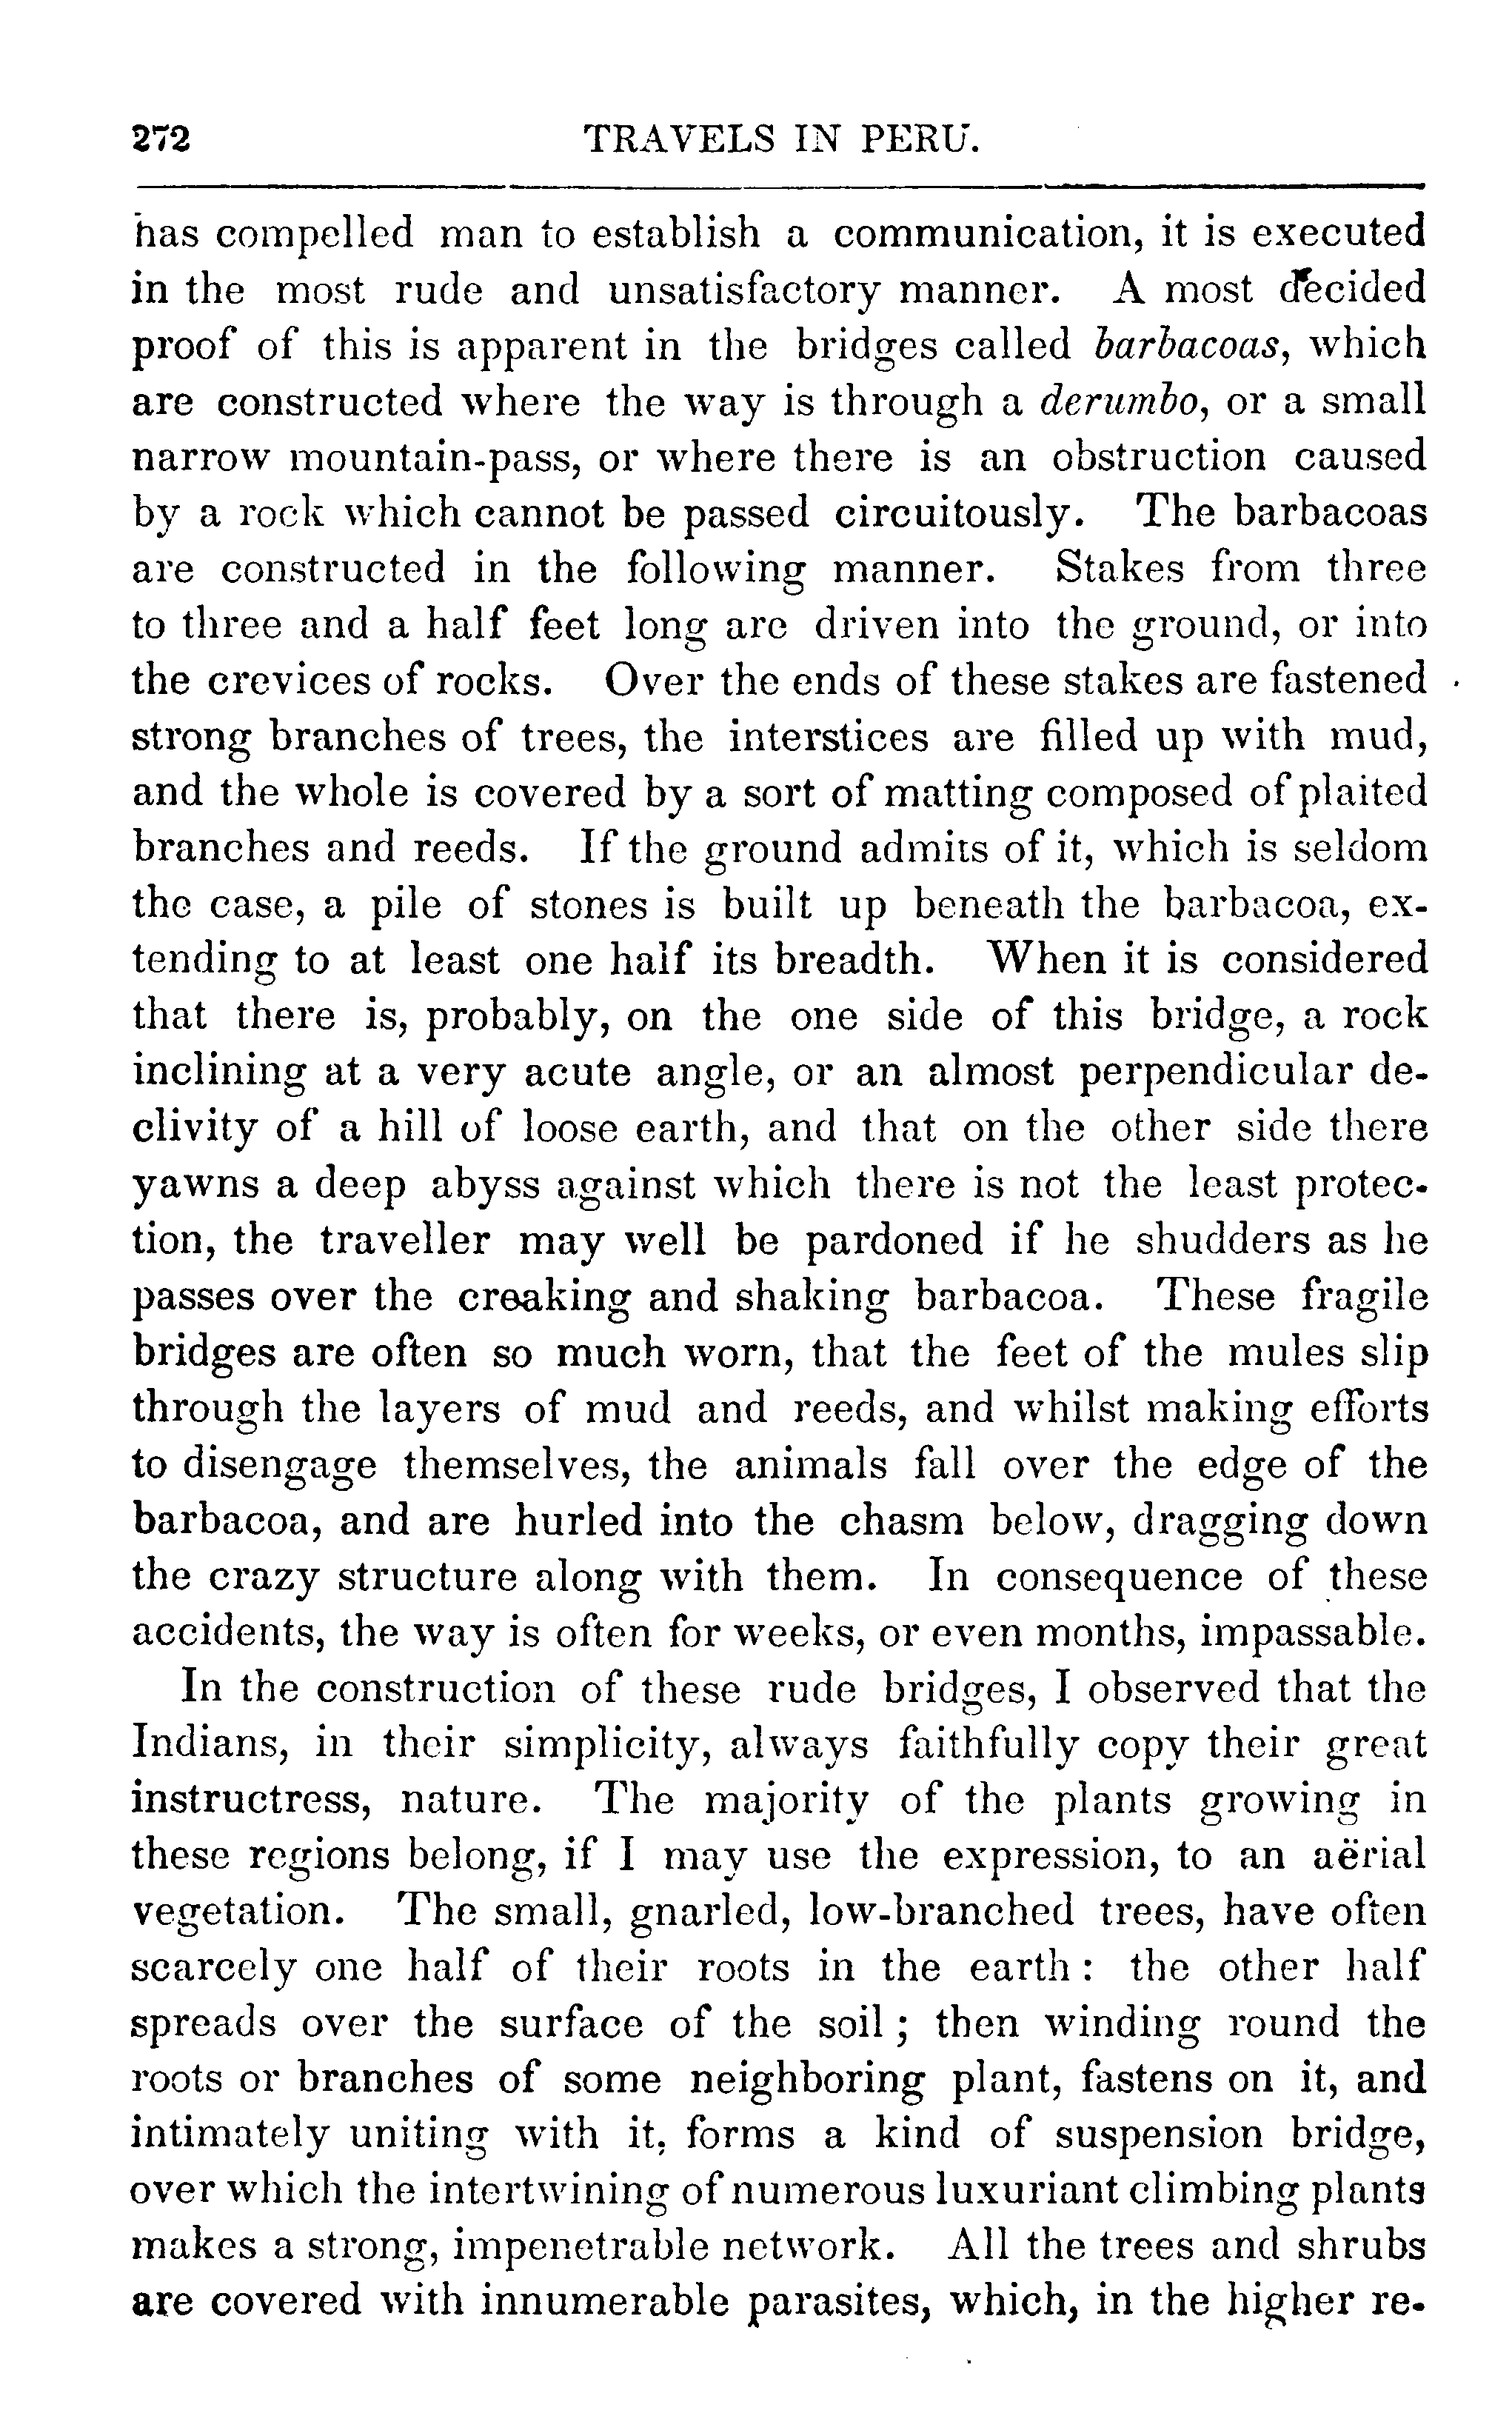 272 TRAVELS IN PERU.
has compelled man to establish a communication, it is executed
in the most rude and unsatisfactory manner. A most decided
proof of this is apparent in the bridges called barbacoas, which
are constructed where the way is through a derumbo, or a small
narrow mountain-pass, or where there is an obstruction caused
by a rock which cannot be passed circuitously. The barbacoas
are constructed in the following manner. Stakes from three
to three and a half feet long are driven into the ground, or into
the crevices of rocks. Over the ends of these stakes are fastened
strong branches of trees, the interstices are filled up with mud,
and the whole is covered by a sort of matting composed of plaited
branches and reeds. If the ground admits of it, which is seldom
the case, a pile of stones is built up beneath the barbacoa, ex-
tending to at least one half its breadth. When it is considered
that there is, probably, on the one side of this bridge, a rock
inclining at a very acute angle, or an almost perpendicular de-
clivity of a hill of loose earth, and that on the other side there
yawns a deep abyss against which there is not the least protec-
tion, the traveller may well be pardoned if he shudders as he
passes over the creaking and shaking barbacoa. These fragile
bridges are often so much worn, that the feet of the mules slip
through the layers of mud and reeds, and whilst making efforts
to disengage themselves, the animals fall over the edge of the
barbacoa, and are hurled into the chasm below, dragging down
the crazy structure along with them. In consequence of these
accidents, the way is often for weeks, or even months, impassable.
In the construction of these rude bridges, I observed that the
Indians, in their simplicity, always faithfully copy their great
instructress, nature. The majority of the plants growing in
these regions belong, if I may use the expression, to an aërial
vegetation. The small, gnarled, low-branched trees, have often
scarcely one half of their roots in the earth: the other half
spreads over the surface of the soil; then winding round the
roots or branches of some neighboring plant, fastens on it, and
intimately uniting with it, forms a kind of suspension bridge,
over which the intertwining of numerous luxuriant climbing plants
makes a strong, impenetrable network. All the trees and shrubs
are covered with innumerable parasites, which, in the higher re-